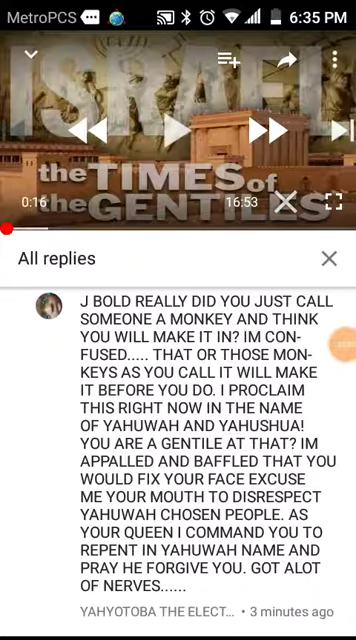 MetroPCS 6:35 PM
ISRAEL
the TIMES of
the GENTILES
0:16 16:53
All replies
J BOLD REALLY DID YOU JUST CALL
SOMEONE A MONKEY AND THINK
YOU WILL MAKE IT IN? IM CON-
FUSED..... THAT OR THOSE MON-
KEYS AS YOU CALL IT WILL MAKE
IT BEFORE YOU DO. I PROCLAIM
THIS RIGHT NOW IN THE NAME
OF YAHUWAH AND YAHUSHUA!
YOU ARE A GENTILE AT THAT? IM
APPALLED AND BAFFLED THAT YOU
WOULD FIX YOUR FACE EXCUSE
ME YOUR MOUTH TO DISRESPECT
YAHUWAH CHOSEN PEOPLE. AS
YOUR QUEEN I COMMAND YOU TO
REPENT IN YAHUWAH NAME AND
PRAY HE FORGIVE YOU. GOT ALOT
OF NERVES......
YAHYOTOBA THE ELECT... • 3 minutes ago